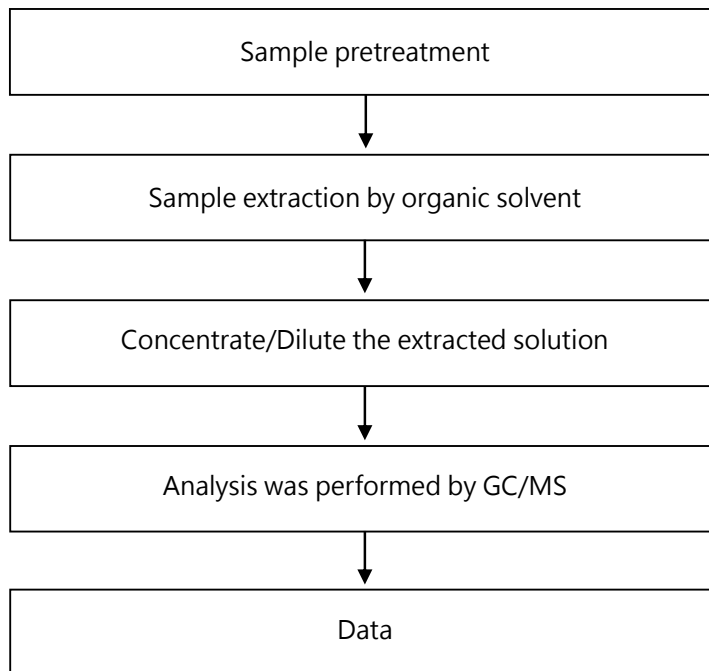 Sample pretreatment
Sample extraction by organic solvent
Concentrate/Dilute the extracted solution
Analysis was performed by GC/MS
Data